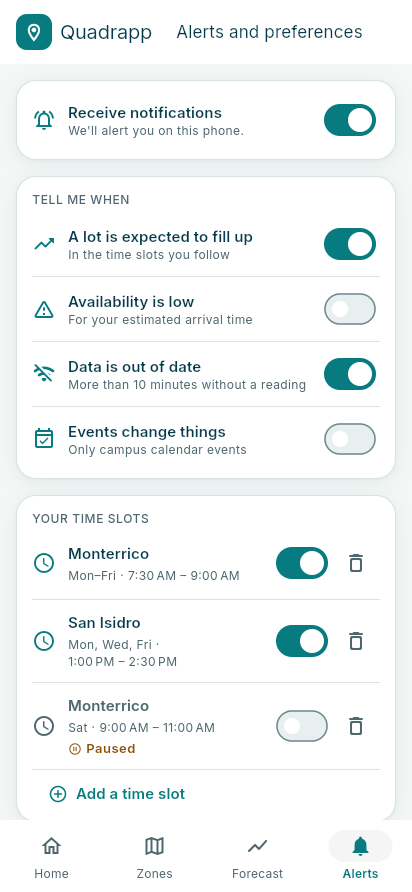 Quadrapp
Alerts and preferences
Receive notifications
We'll alert you on this phone.
TELL ME WHEN
A lot is expected to fill up
In the time slots you follow
Availability is low
For your estimated arrival time
Data is out of date
More than 10 minutes without a reading
Events change things
Only campus calendar events
YOUR TIME SLOTS
Monterrico
Mon–Fri · 7:30 AM – 9:00 AM
San Isidro
Mon, Wed, Fri ·
1:00 PM – 2:30 PM
Monterrico
Sat · 9:00 AM – 11:00 AM
Paused
Add a time slot
Home
Zones
Forecast
Alerts